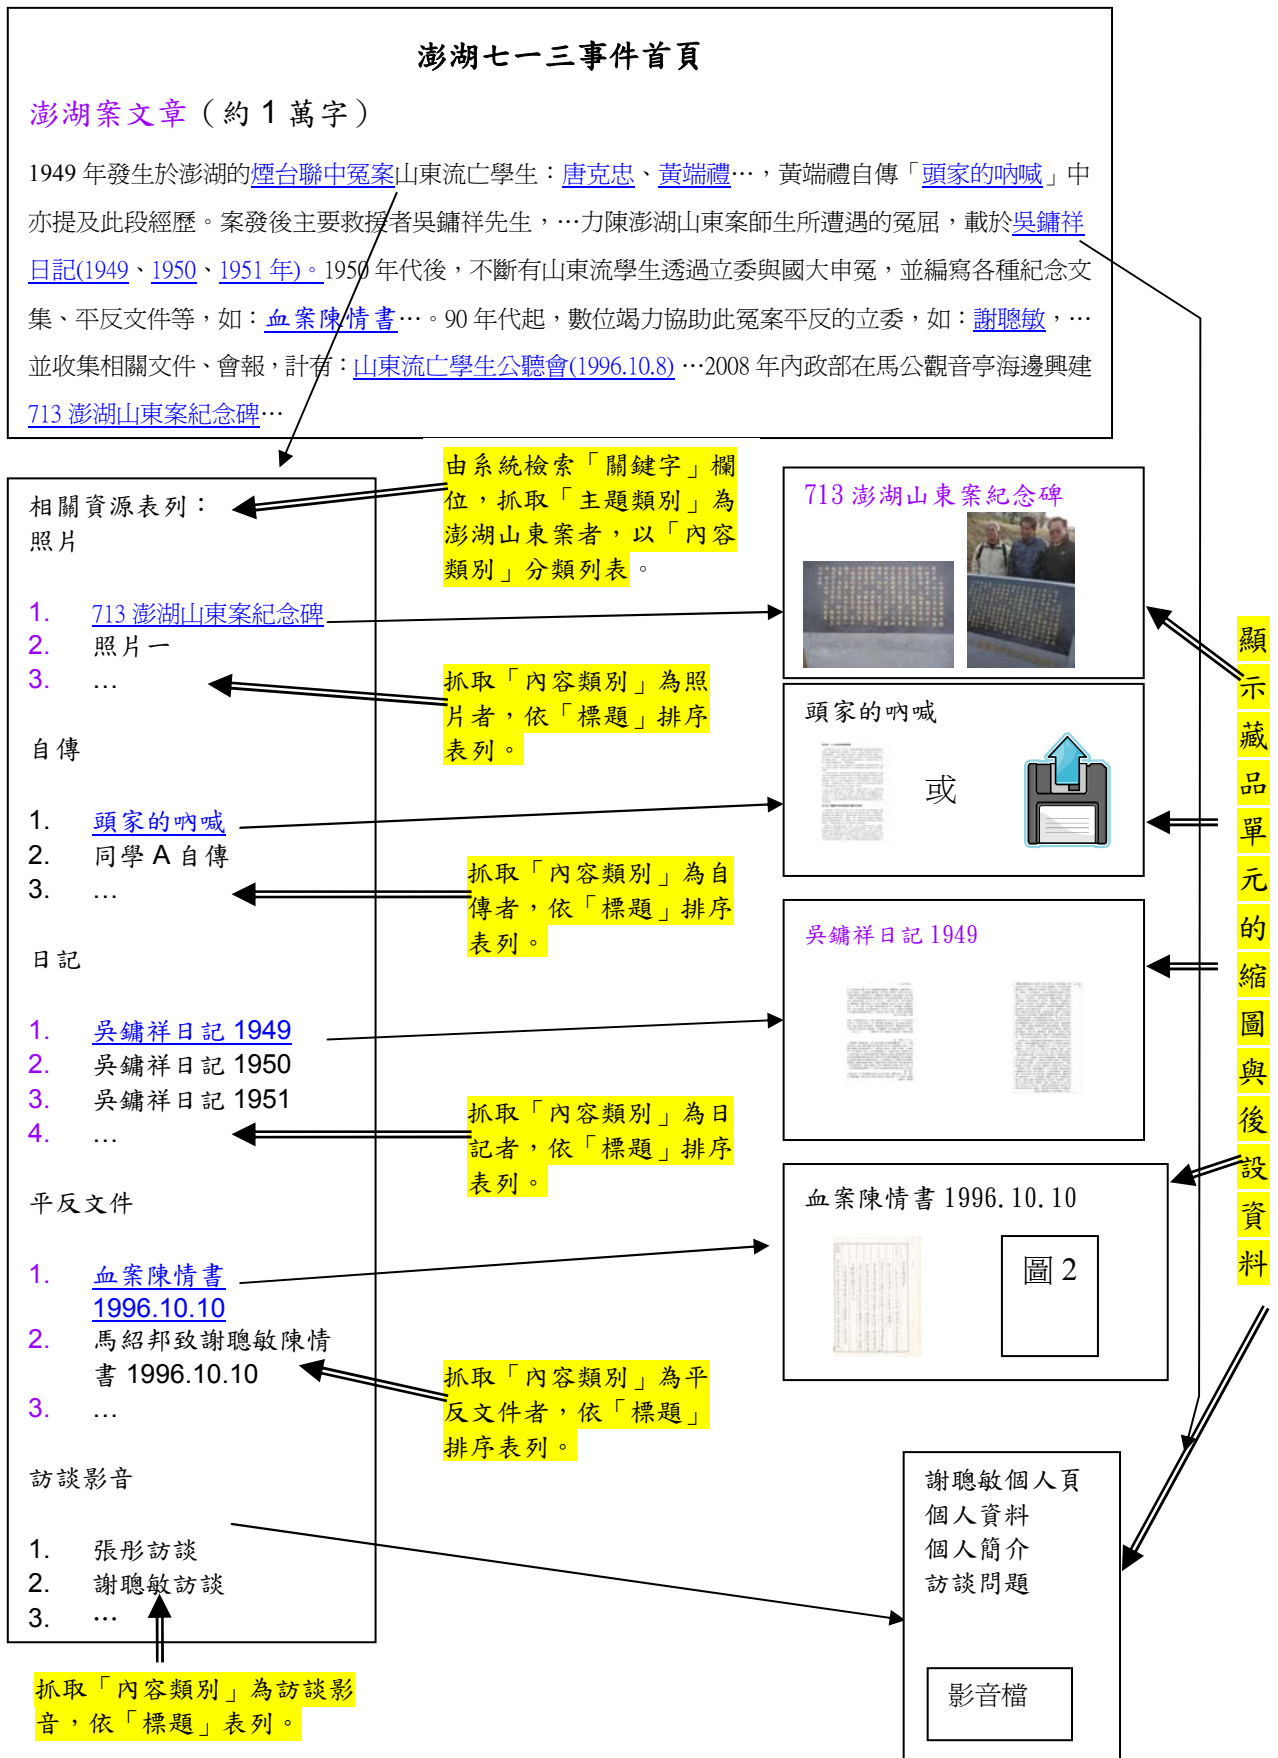 澎湖七一三事件首頁
澎湖案文章（約 1 萬字）
1949 年發生於澎湖的煙台聯中冤案山東流亡學生：唐克忠、黃端禮…，黃端禮自傳「頭家的吶喊」中
亦提及此段經歷。案發後主要救援者吳鏞祥先生，…力陳澎湖山東案師生所遭遇的冤屈，載於吳鏞祥
日記(1949、1950、1951 年)。1950 年代後，不斷有山東流學生透過立委與國大申冤，並編寫各種紀念文
集、平反文件等，如：血案陳情書…。90 年代起，數位竭力協助此冤案平反的立委，如：謝聰敏，…
並收集相關文件、會報，計有：山東流亡學生公聽會(1996.10.8) …2008 年內政部在馬公觀音亭海邊興建
713 澎湖山東案紀念碑…
相關資源表列：
照片
1. 713 澎湖山東案紀念碑
2. 照片一
3. …
自傳
1. 頭家的吶喊
2. 同學 A 自傳
3. …
日記
1. 吳鏞祥日記 1949
2. 吳鏞祥日記 1950
3. 吳鏞祥日記 1951
4. …
平反文件
1. 血案陳情書
1996.10.10
2. 馬紹邦致謝聰敏陳情
書 1996.10.10
3. …
訪談影音
1. 張彤訪談
2. 謝聰敏訪談
3. …
由系統檢索「關鍵字」欄
位，抓取「主題類別」為
澎湖山東案者，以「內容
類別」分類列表。
抓取「內容類別」為照
片者，依「標題」排序
表列。
抓取「內容類別」為自
傳者，依「標題」排序
表列。
抓取「內容類別」為日
記者，依「標題」排序
表列。
抓取「內容類別」為平
反文件者，依「標題」
排序表列。
抓取「內容類別」為訪談影
音，依「標題」表列。
713 澎湖山東案紀念碑
頭家的吶喊
或
吳鏞祥日記 1949
血案陳情書 1996.10.10
圖 2
謝聰敏個人頁
個人資料
個人簡介
訪談問題
影音檔
顯示藏品單元的縮圖與後設資料